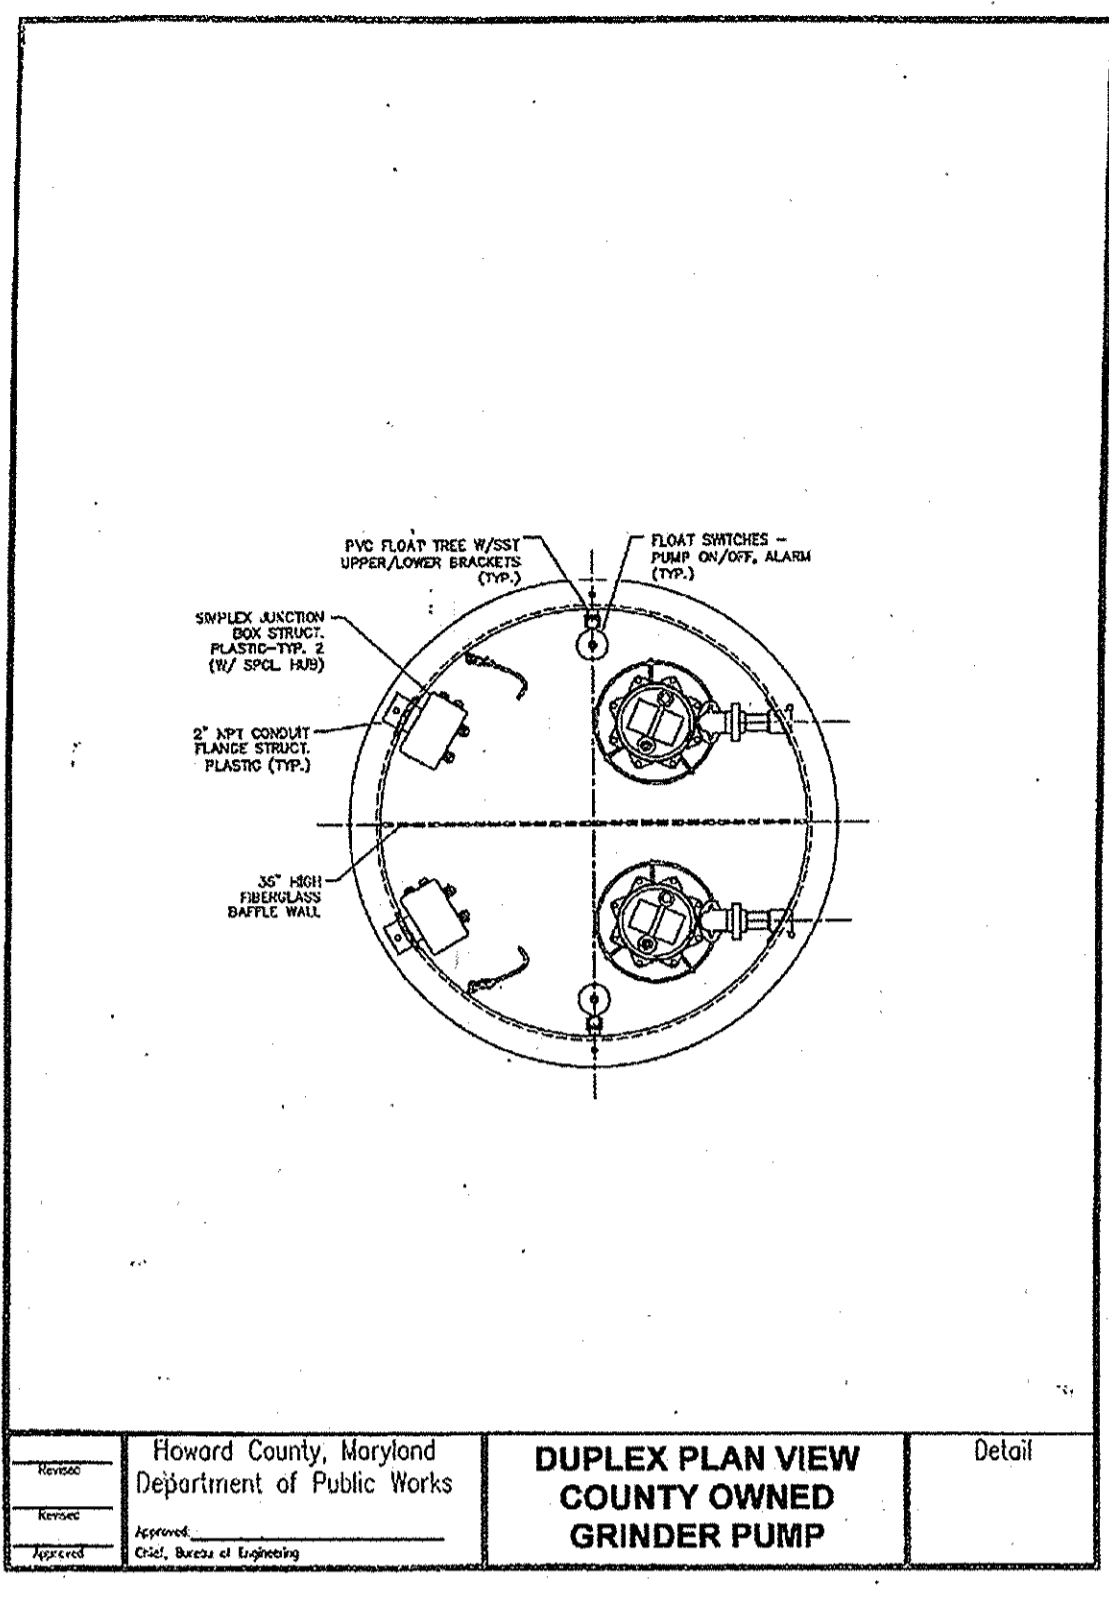 PVC FLOAT TREE W/SST
UPPER/LOWER BRACKETS
(TYP.)
FLOAT SWITCHES -
PUMP ON/OFF, ALARM
(TYP.)
SIMPLEX JUNCTION
BOX STRUCT.
PLASTIC-TYP. 2
(W/ SPCL HUB)
2" NPT CONDUIT
FLANGE STRUCT.
PLASTIC (TYP.)
36" HIGH
FIBERGLASS
BAFFLE WALL
Revised
Revised
Approved
Howard County, Maryland
Department of Public Works
Approved:
Chief, Bureau of Engineering
DUPLEX PLAN VIEW
COUNTY OWNED
GRINDER PUMP
Detail